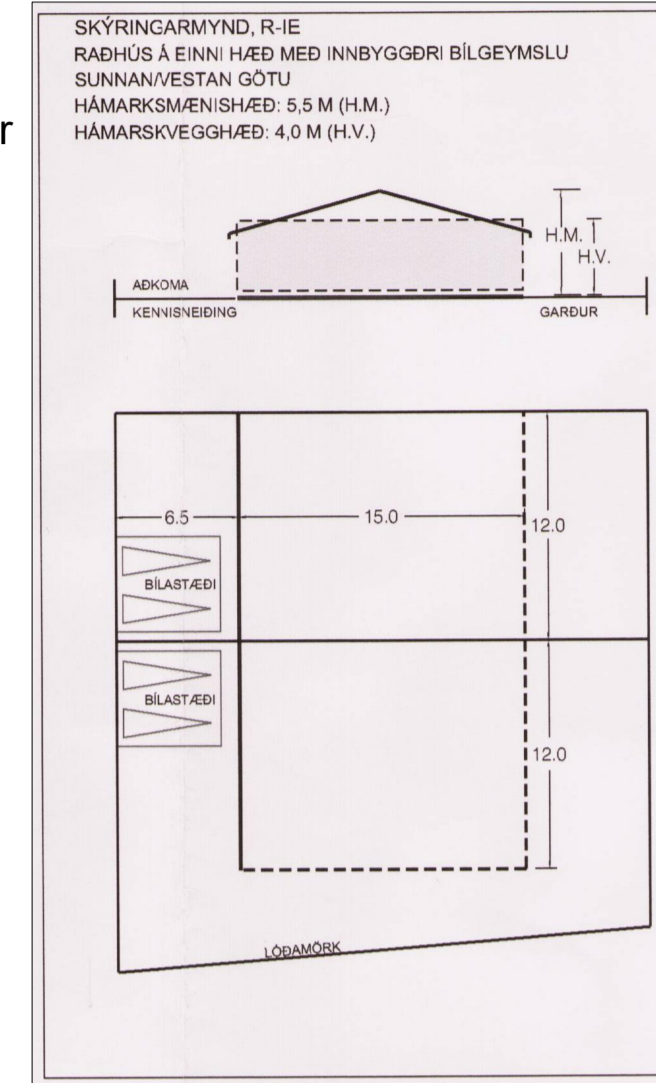 SKÝRINGARMYND, R-IE
RAÐHÚS Á EINNI HÆÐ MEÐ INNBYGGÐRI BÍLGEYMSLU
SUNNAN/VESTAN GÖTU
HÁMARKSMÆNISHÆÐ: 5,5 M (H.M.)
HÁMARSKVEGGHÆÐ: 4,0 M (H.V.)
r
H.M.
H.V.
AÐKOMA
KENNISNEIÐING
GARÐUR
6.5
15.0
12.0
BÍLASTÆÐI
BÍLASTÆÐI
12.0
LÓÐAMÖRK